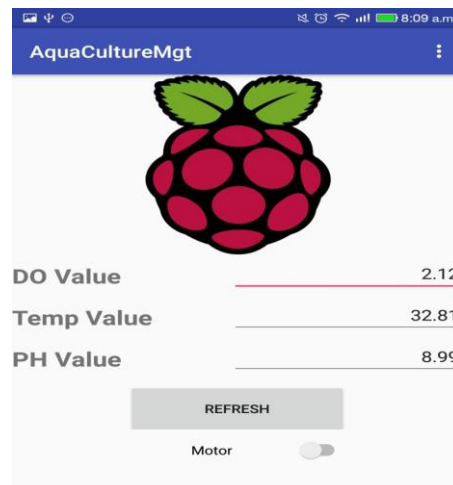 8:09 a.m
AquaCultureMgt
DO Value 2.12
Temp Value 32.81
PH Value 8.99
REFRESH
Motor